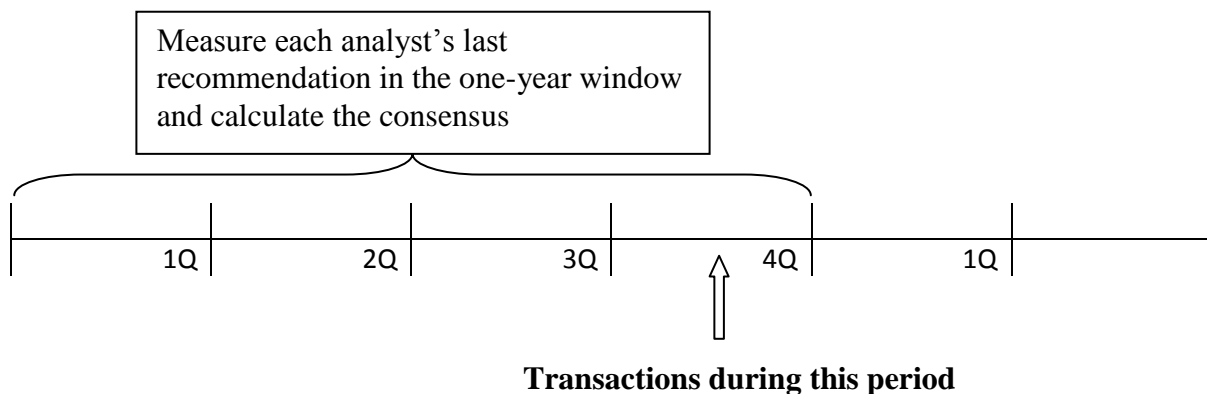 Measure each analyst’s last
recommendation in the one-year window
and calculate the consensus
1Q 2Q 3Q 4Q 1Q
Transactions during this period